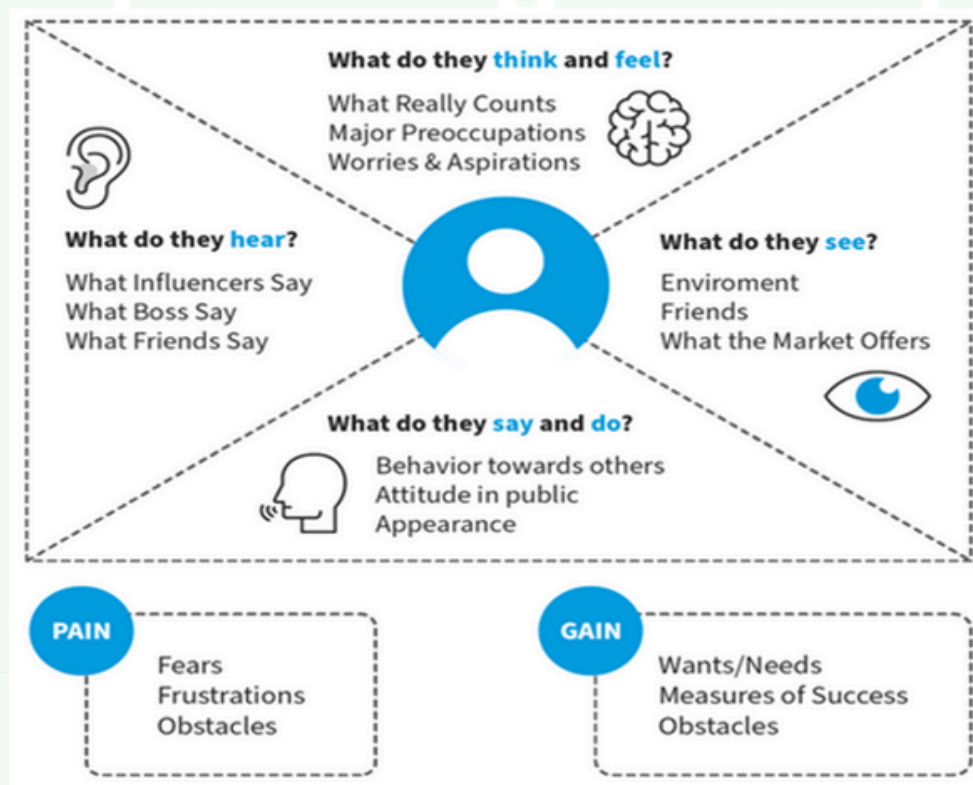 What do they think and feel?
What Really Counts
Major Preoccupations
Worries & Aspirations
What do they hear?
What Influencers Say
What Boss Say
What Friends Say
What do they see?
Enviroment
Friends
What the Market Offers
What do they say and do?
Behavior towards others
Attitude in public
Appearance
PAIN
Fears
Frustrations
Obstacles
GAIN
Wants/Needs
Measures of Success
Obstacles